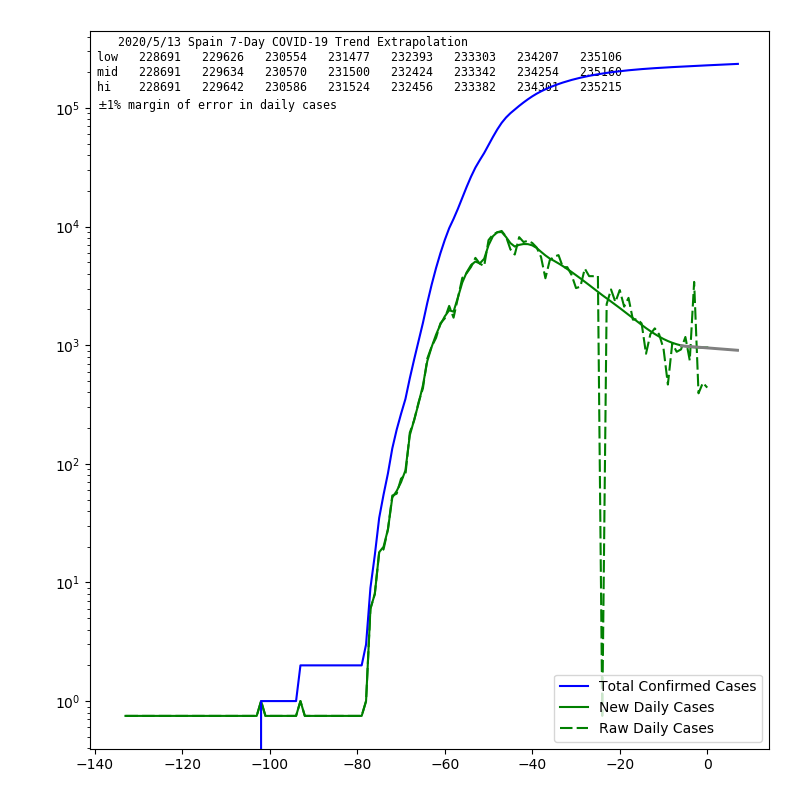 2020/5/13 Spain 7-Day COVID-19 Trend Extrapolation
low 228691 229626 230554 231477 232393 233303 234207 235106
mid 228691 229634 230570 231500 232424 233342 234254 235160
hi 228691 229642 230586 231524 232456 233382 234301 235215
±1% margin of error in daily cases
10⁵
10⁴
10³
10²
10¹
10⁰
Total Confirmed Cases
New Daily Cases
Raw Daily Cases
−140 −120 −100 −80 −60 −40 −20 0